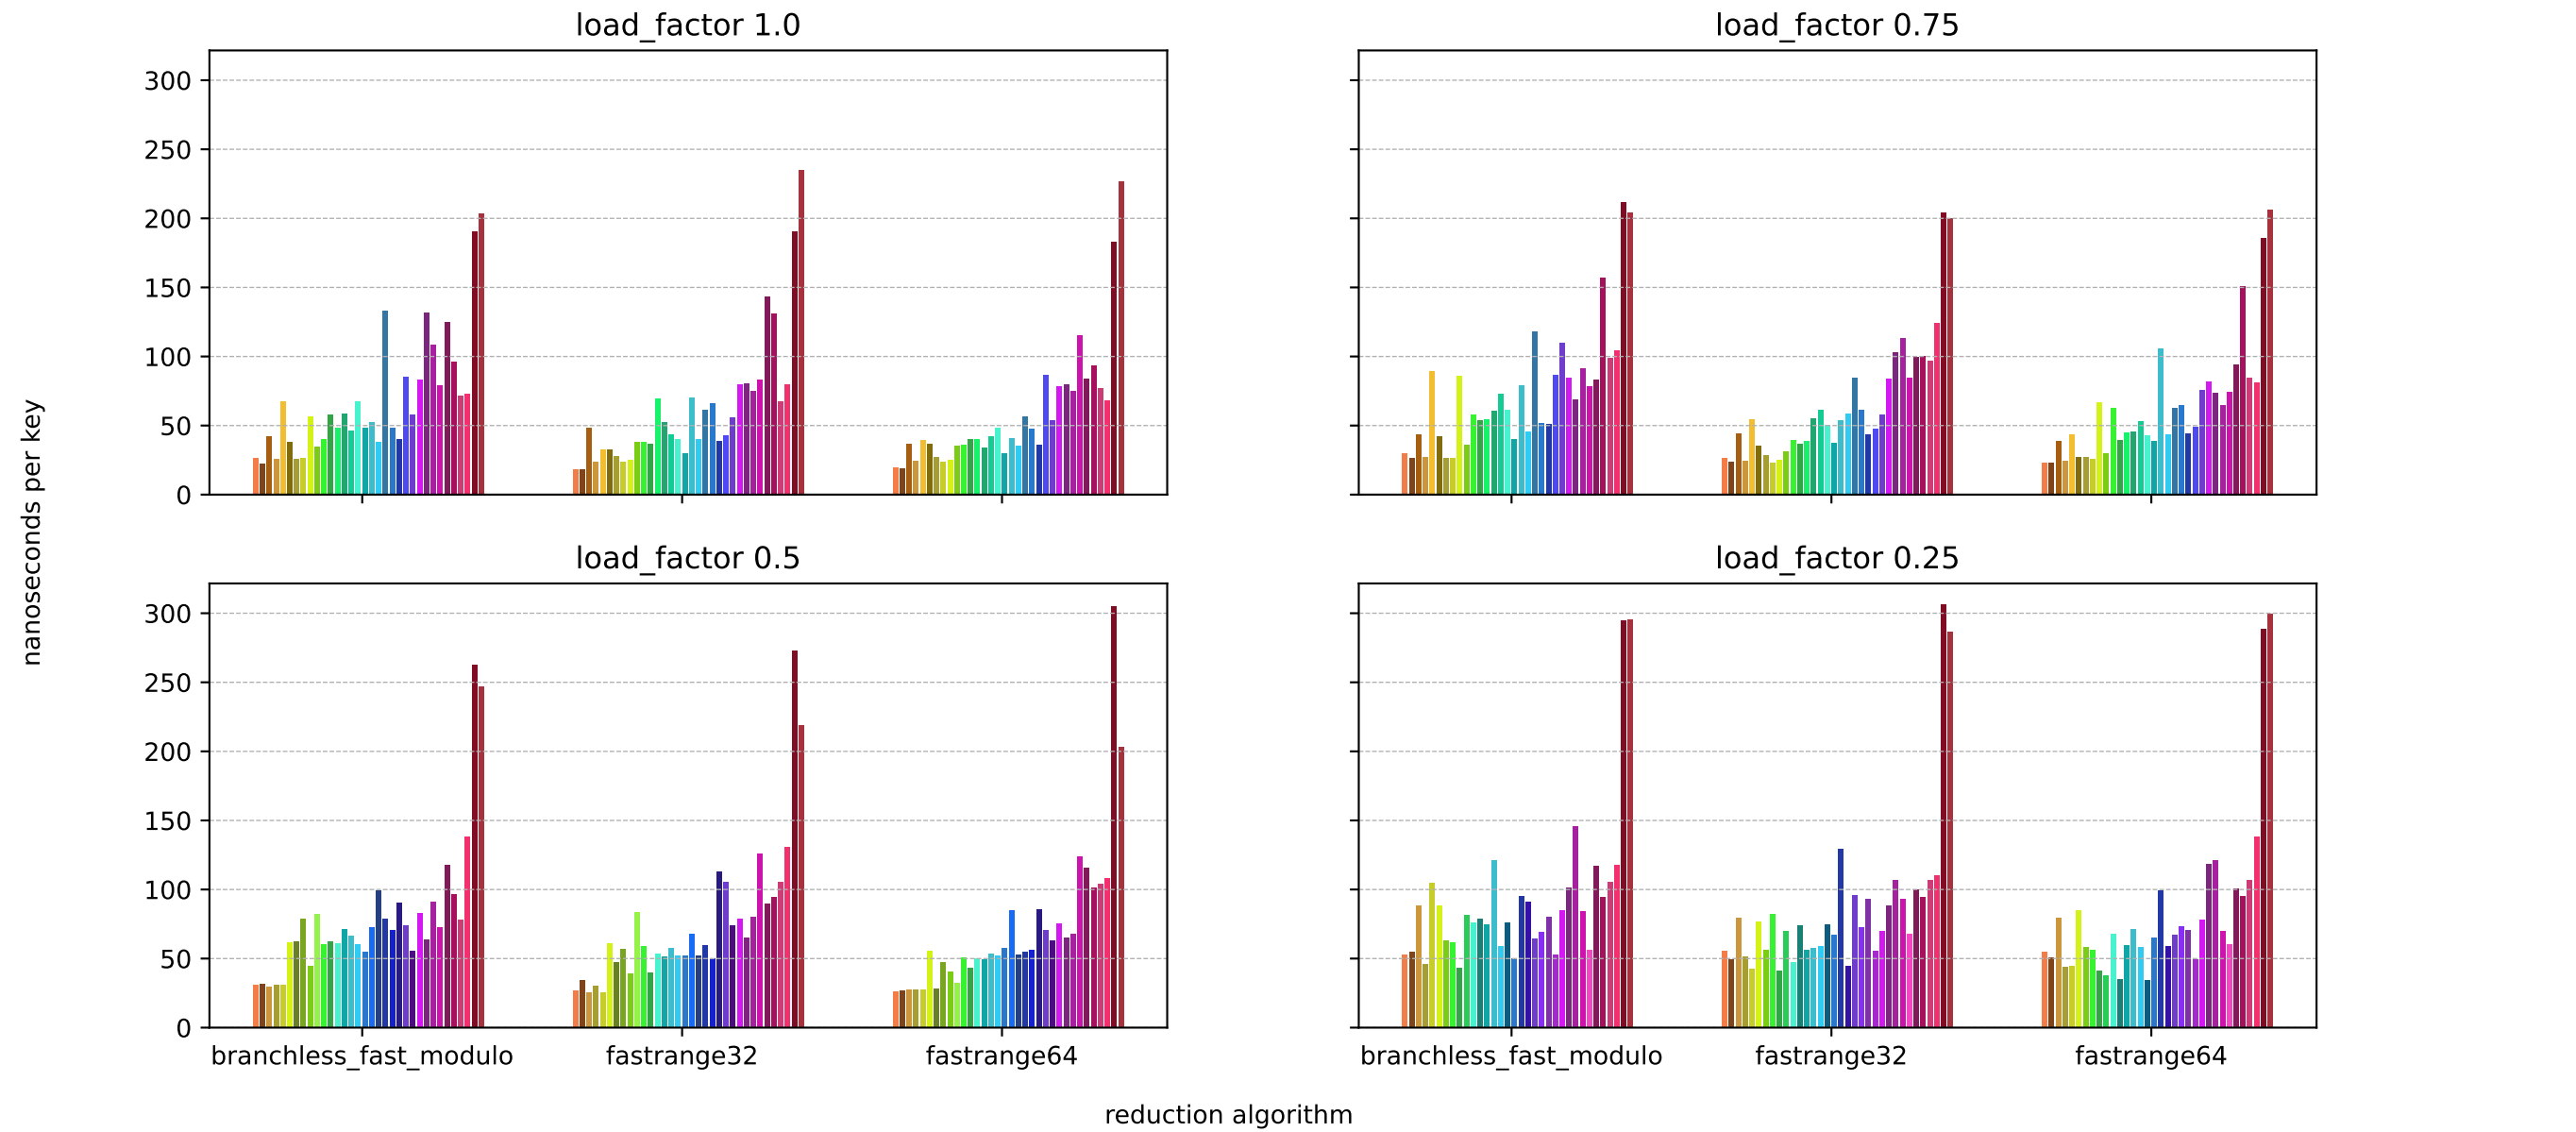 load_factor 1.0
load_factor 0.75
300
250
200
150
100
50
0
nanoseconds per key
load_factor 0.5
load_factor 0.25
300
250
200
150
100
50
0
branchless_fast_modulo fastrange32 fastrange64
branchless_fast_modulo fastrange32 fastrange64
reduction algorithm